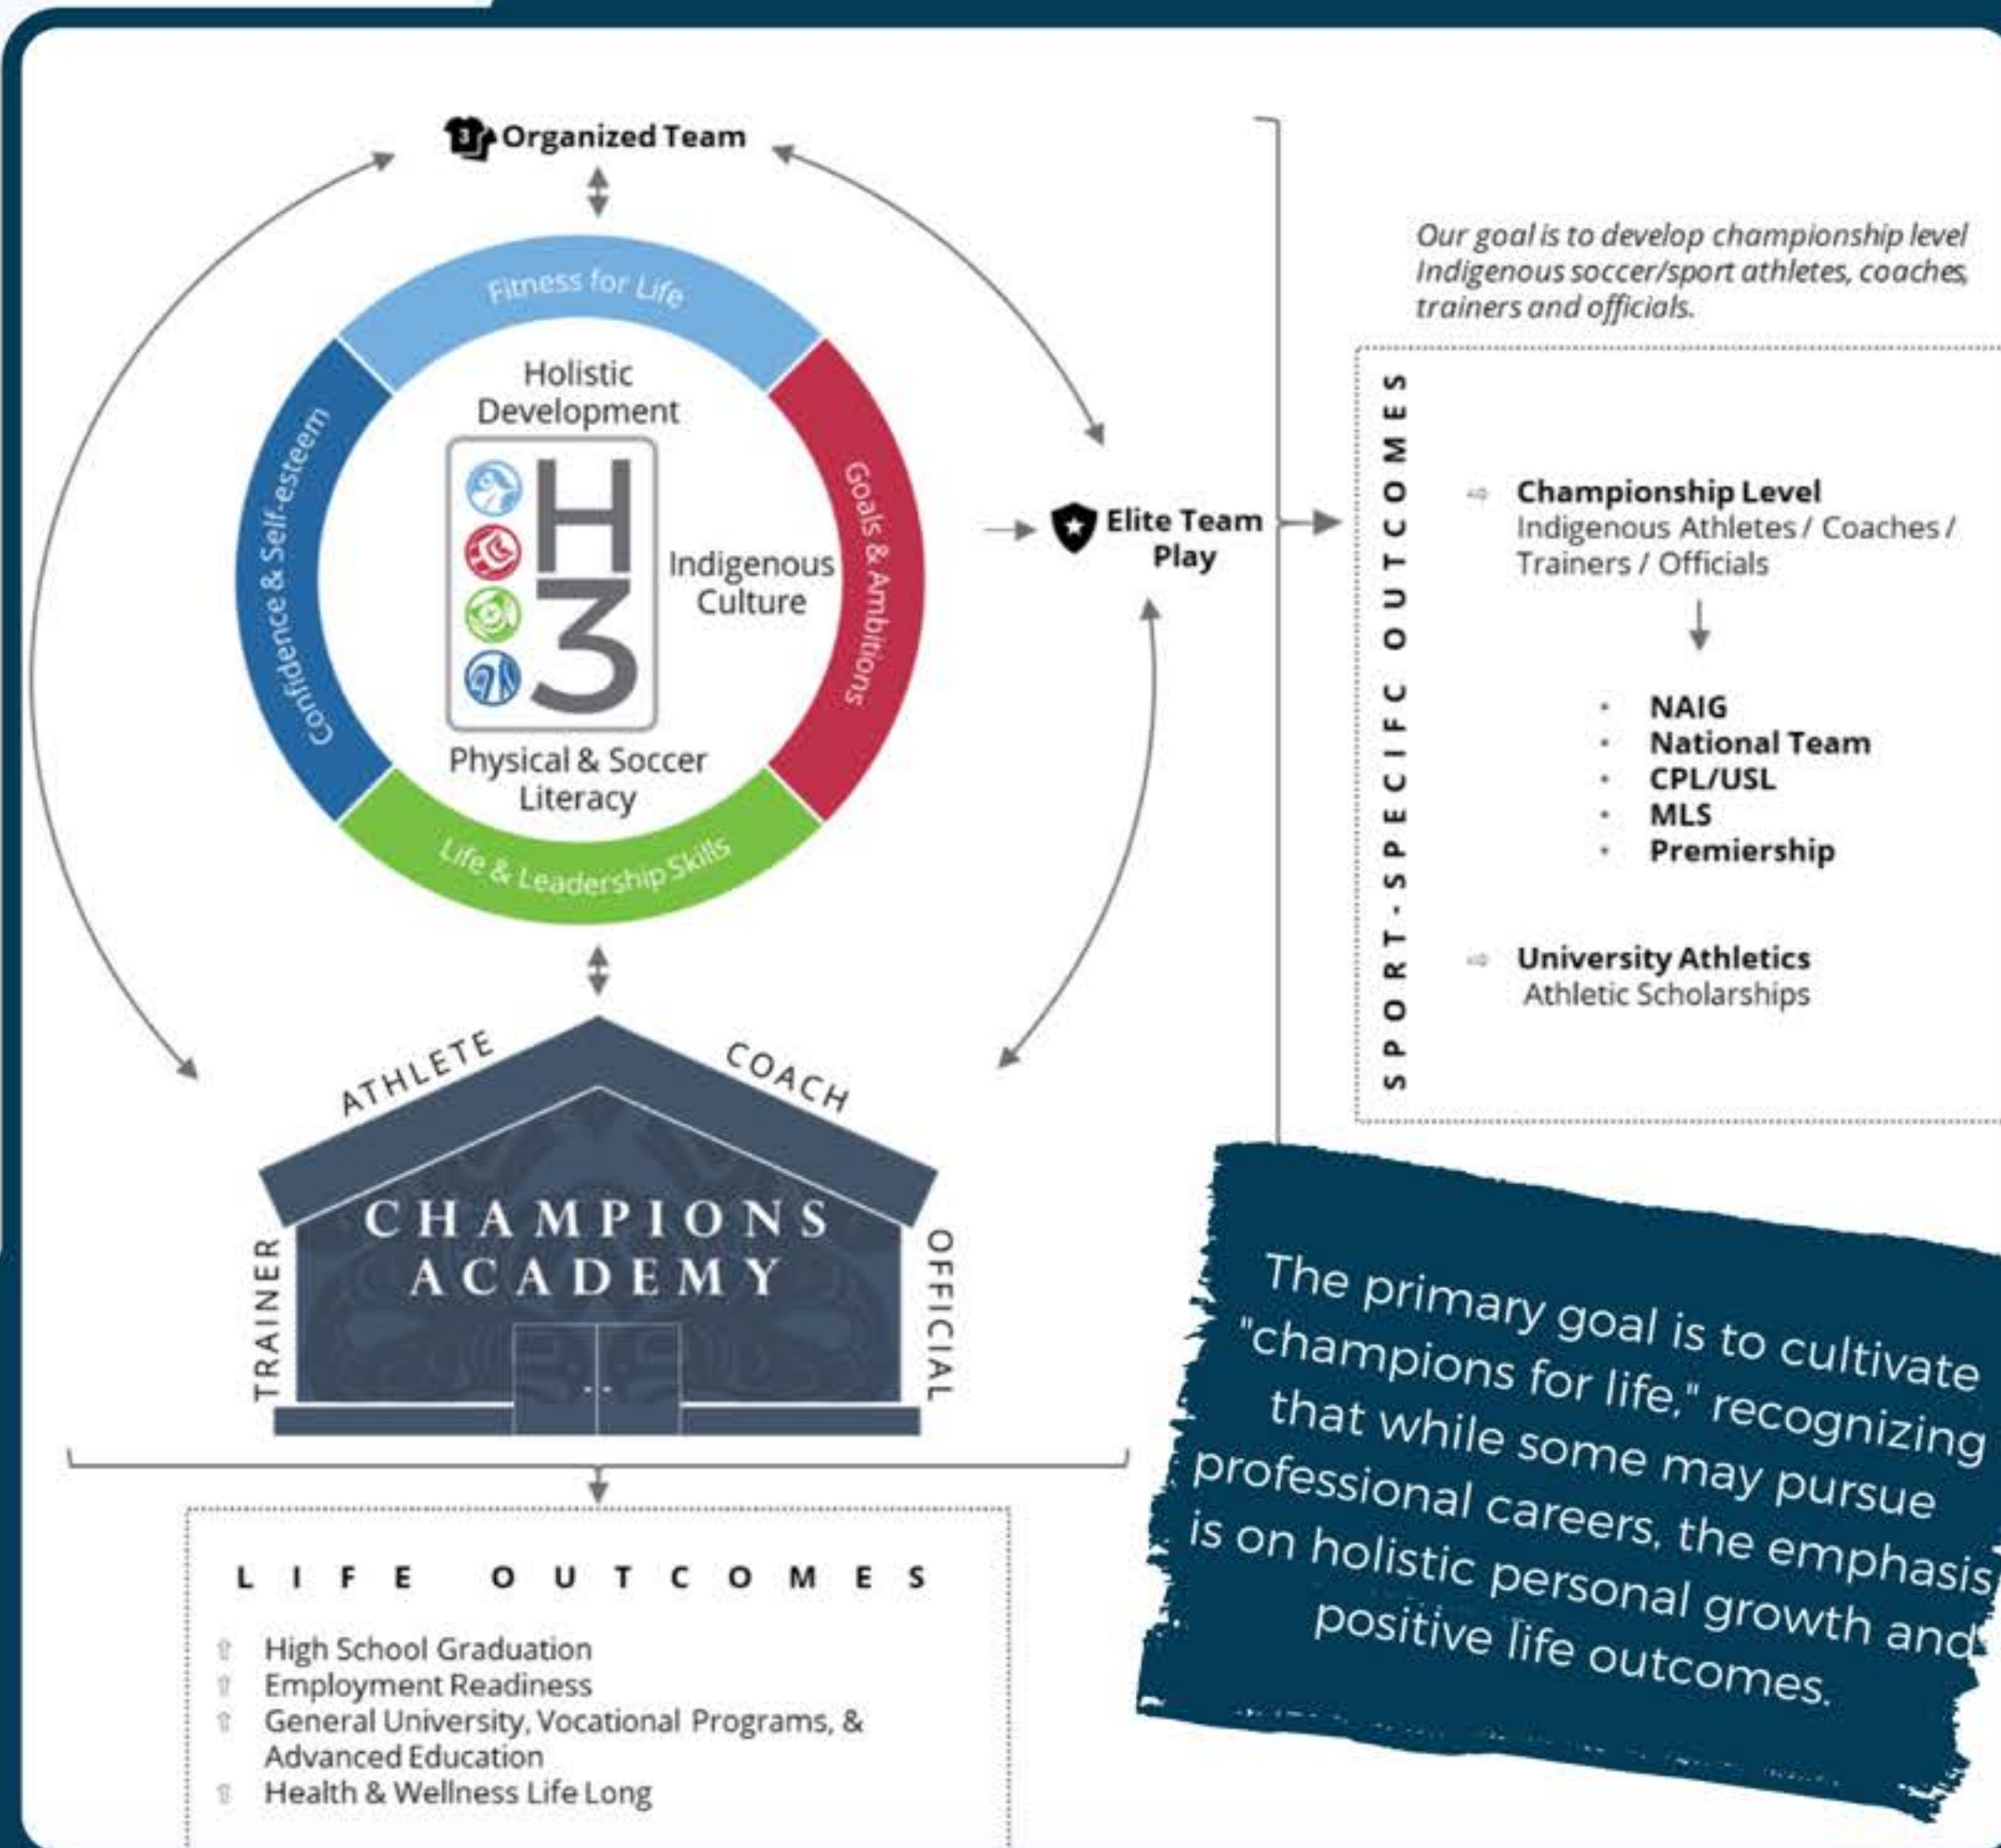 3 Organized Team
Fitness for Life
Goals & Ambitions
Life & Leadership Skills
Confidence & Self-esteem
Holistic
Development
H
3
Indigenous
Culture
Physical & Soccer
Literacy
Elite Team
Play
ATHLETE
COACH
TRAINER
OFFICIAL
CHAMPIONS
ACADEMY
LIFE OUTCOMES
High School Graduation
Employment Readiness
General University, Vocational Programs, &
Advanced Education
Health & Wellness Life Long
Our goal is to develop championship level
Indigenous soccer/sport athletes, coaches,
trainers and officials.
SPORT-SPECIFC OUTCOMES
Championship Level
Indigenous Athletes / Coaches /
Trainers / Officials
• NAIG
• National Team
• CPL/USL
• MLS
• Premiership
University Athletics
Athletic Scholarships
The primary goal is to cultivate
"champions for life," recognizing
that while some may pursue
professional careers, the emphasis
is on holistic personal growth and
positive life outcomes.